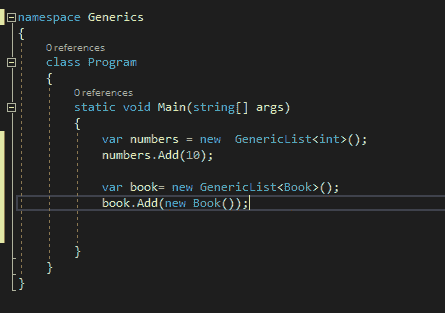 namespace Generics
{
0 references
class Program
{
0 references
static void Main(string[] args)
{
var numbers = new  GenericList<int>();
numbers.Add(10);
var book= new GenericList<Book>();
book.Add(new Book());
}
}
}